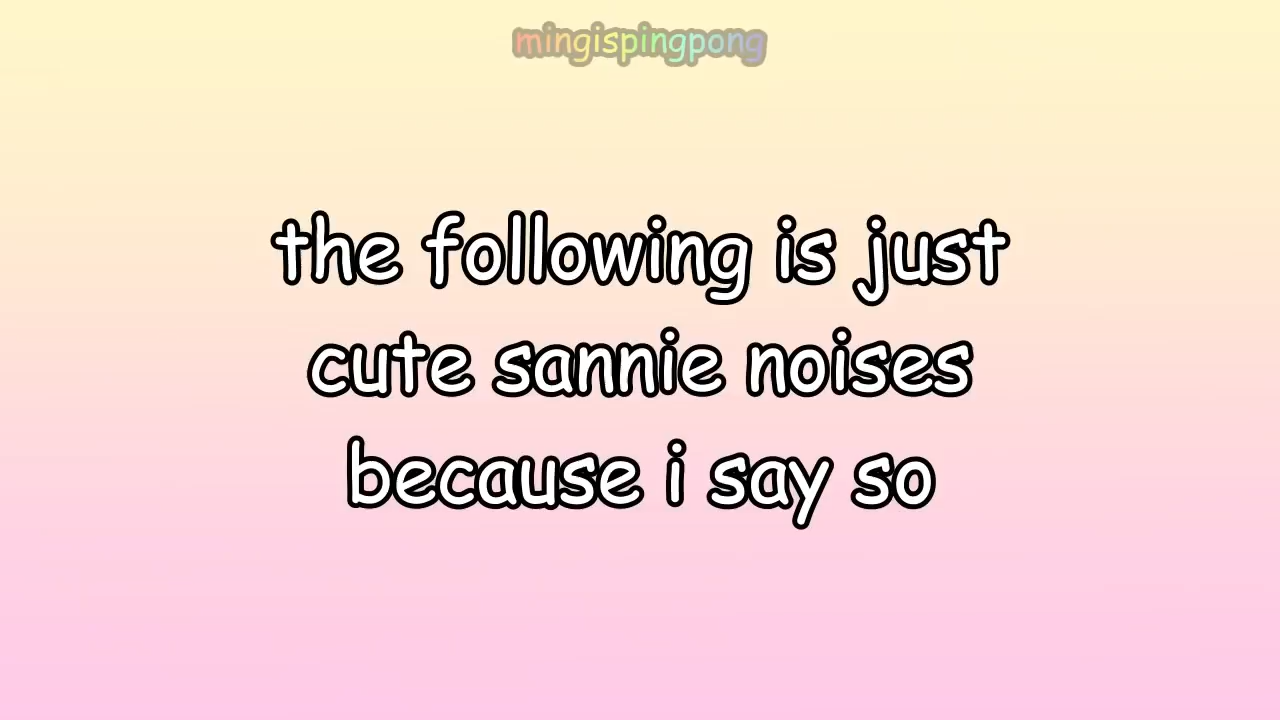 mingispingpong
the following is just
cute sannie noises
because i say so